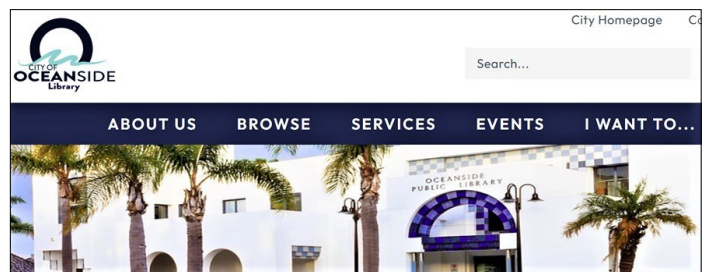 City Homepage
CITY OF
OCEANSIDE
Library
Search...
ABOUT US BROWSE SERVICES EVENTS I WANT TO...
OCEANSIDE
PUBLIC LIBRARY